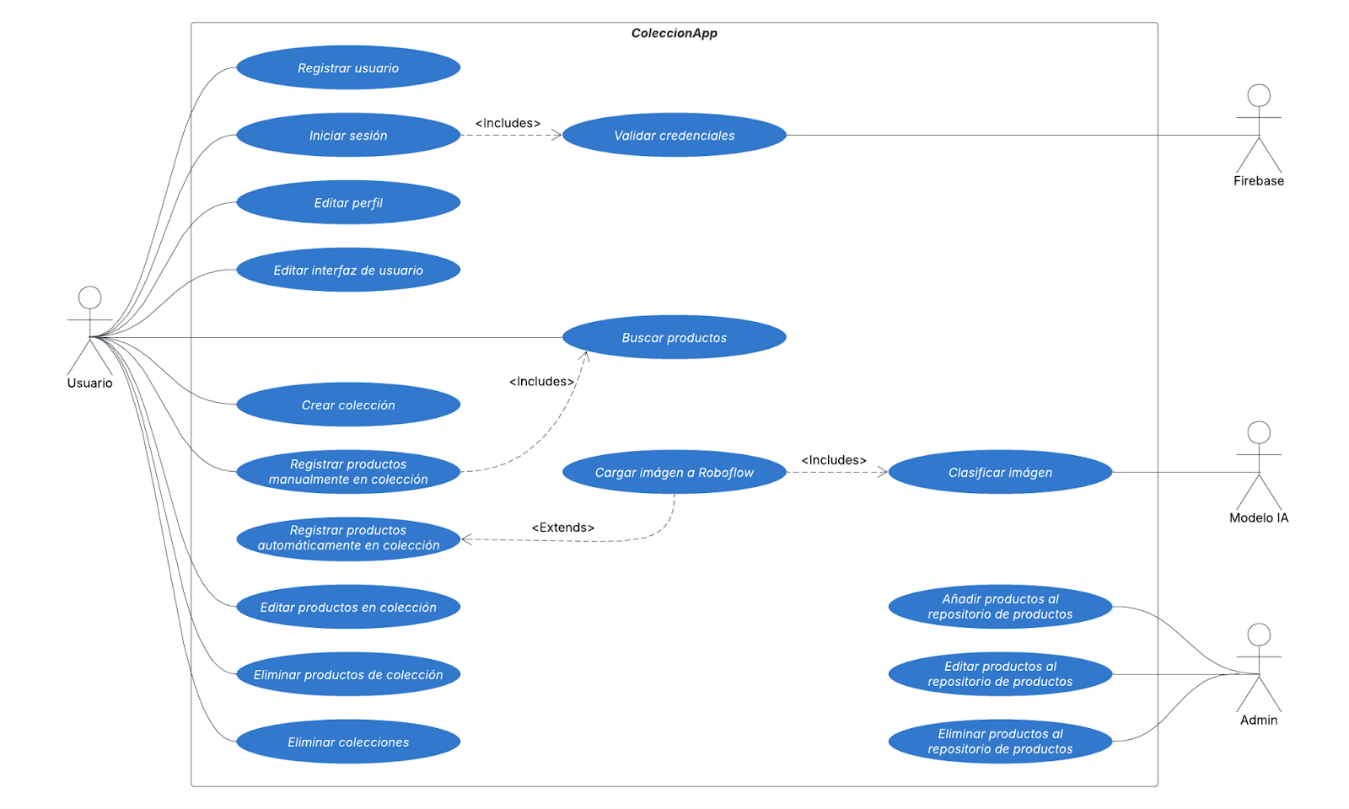 ColeccionApp
Registrar usuario
Iniciar sesión
<Includes>
Validar credenciales
Firebase
Editar perfil
Editar interfaz de usuario
Usuario
Buscar productos
<Includes>
Crear colección
Registrar productos
manualmente en colección
Cargar imágen a Roboflow
<Includes>
Clasificar imágen
Modelo IA
<Extends>
Registrar productos
automáticamente en colección
Editar productos en colección
Añadir productos al
repositorio de productos
Eliminar productos de colección
Editar productos al
repositorio de productos
Admin
Eliminar colecciones
Eliminar productos al
repositorio de productos